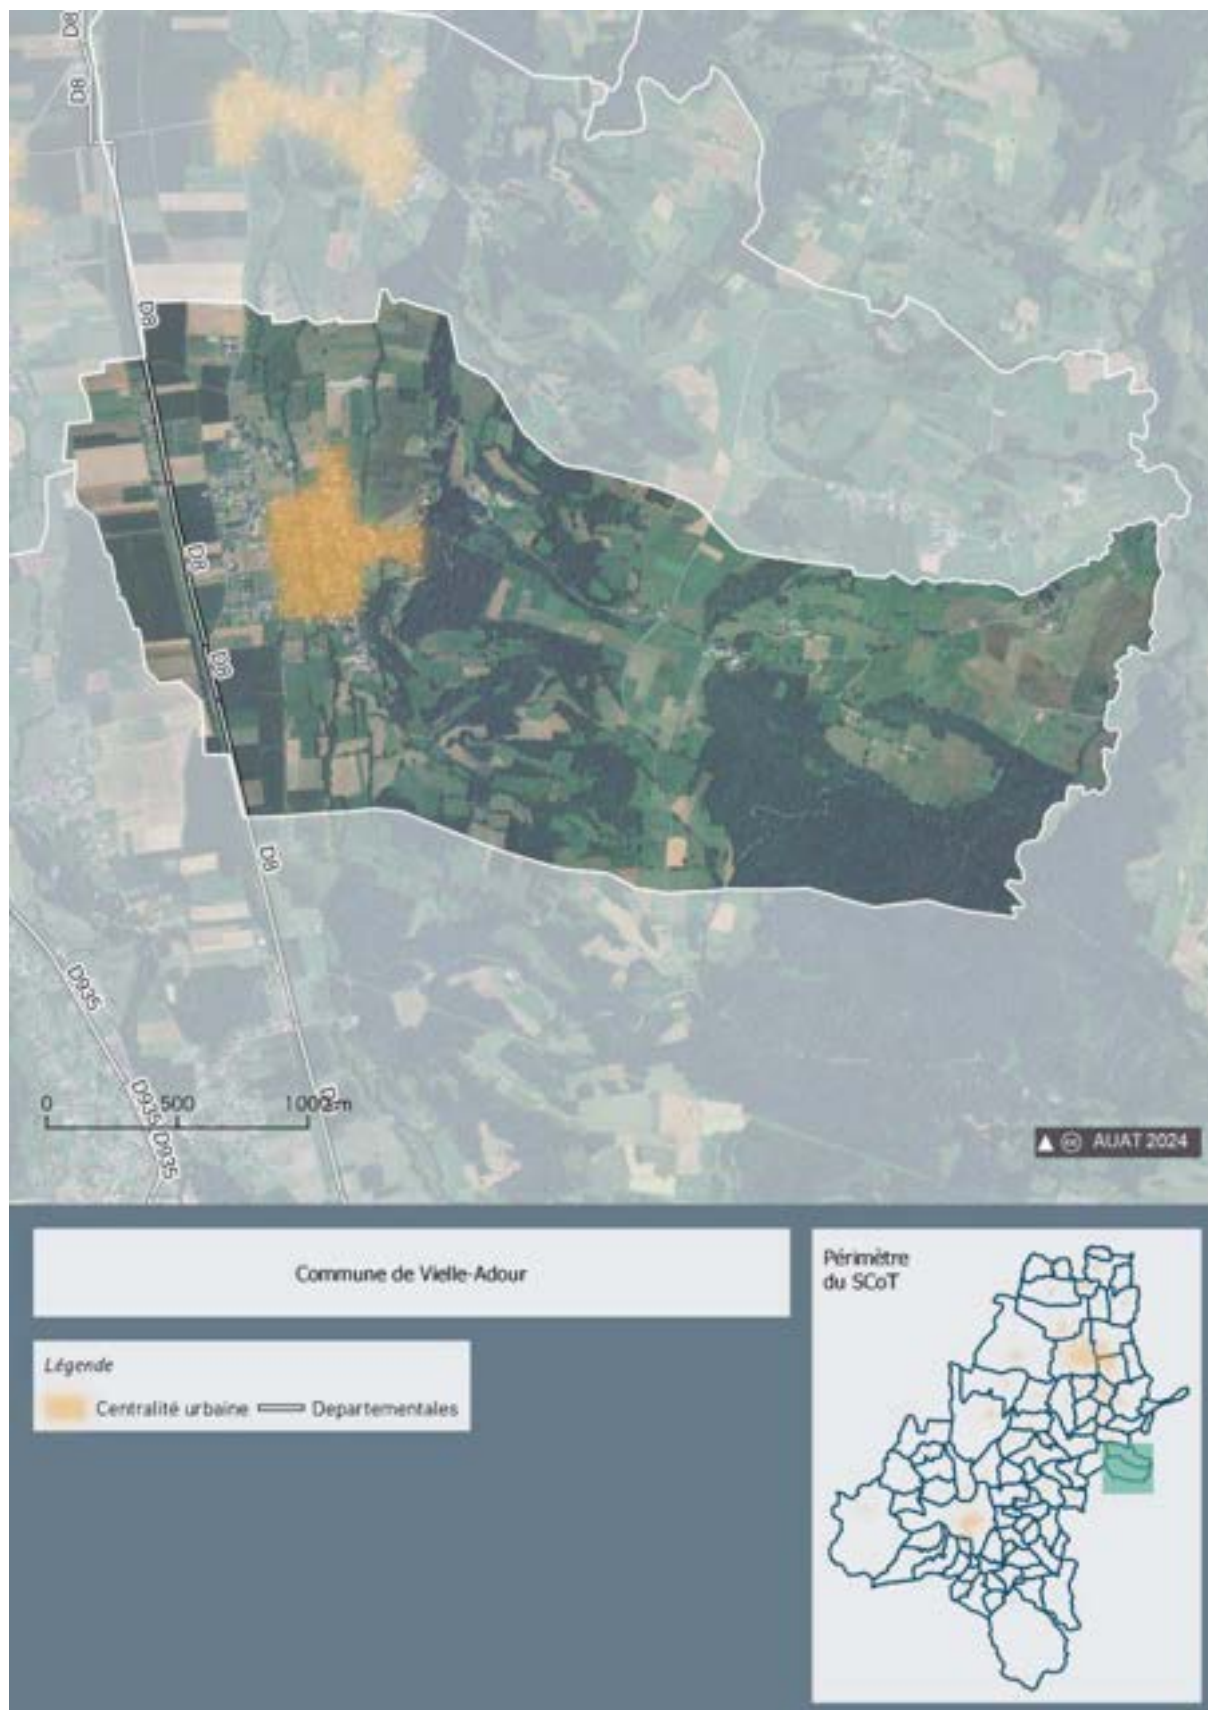 D8
D8
D8
D8
D8
D8
D935
0 500 1000 m
D935
D935
AUAT 2024
Commune de Vielle-Adour
Périmètre
du SCoT
Légende
Centralité urbaine
Departementales